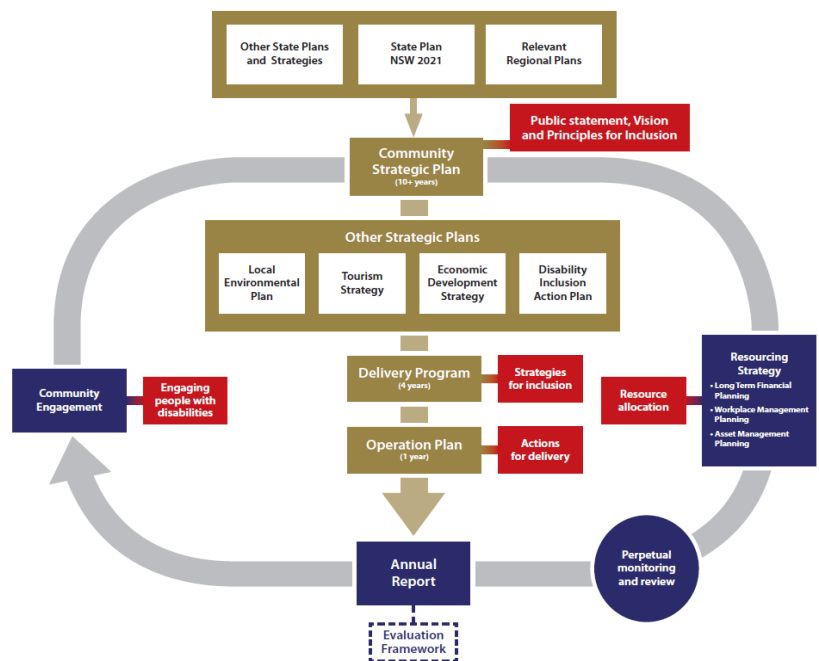 Other State Plans
and Strategies
State Plan
NSW 2021
Relevant
Regional Plans
Public statement, Vision
and Principles for Inclusion
Community
Strategic Plan
(10+ years)
Other Strategic Plans
Local
Environmental
Plan
Tourism
Strategy
Economic
Development
Strategy
Disability
Inclusion
Action Plan
Delivery Program
(4 years)
Strategies
for inclusion
Operation Plan
(1 year)
Actions
for delivery
Community
Engagement
Engaging
people with
disabilities
Resource
allocation
Resourcing
Strategy
• Long Term Financial
Planning
• Workplace Management
Planning
• Asset Management
Planning
Perpetual
monitoring
and review
Annual
Report
Evaluation
Framework